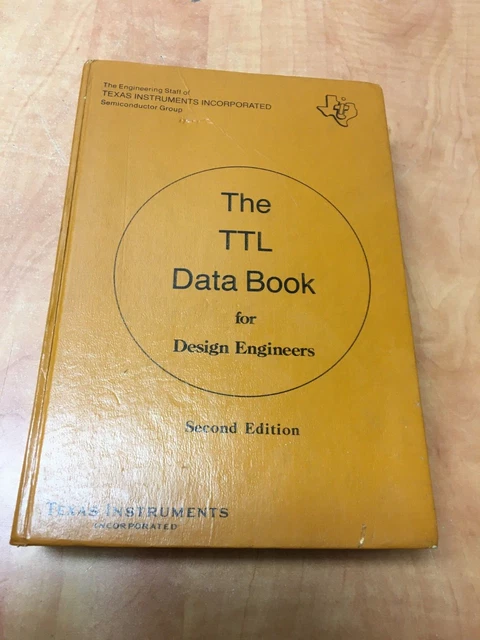 The Engineering Staff of
TEXAS INSTRUMENTS INCORPORATED
Semiconductor Group
The
TTL
Data Book
for
Design Engineers
Second Edition
TEXAS INSTRUMENTS
INCORPORATED